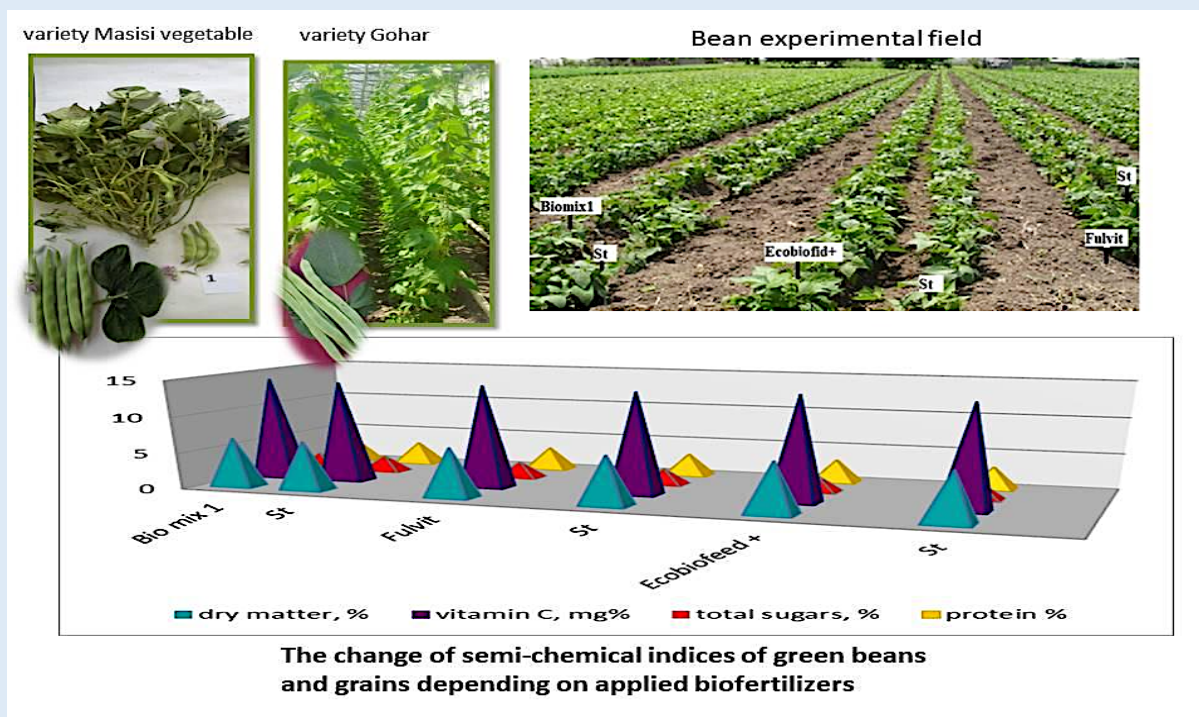 variety Masisi vegetable
variety Gohar
Bean experimental field
St
Biomix1
Fulvit
St
Ecobiofid+
St
1
15
10
5
0
Bio mix 1
St
Fulvit
St
Ecobiofeed +
St
dry matter, %
vitamin C, mg%
total sugars, %
protein %
The change of semi-chemical indices of green beans
and grains depending on applied biofertilizers